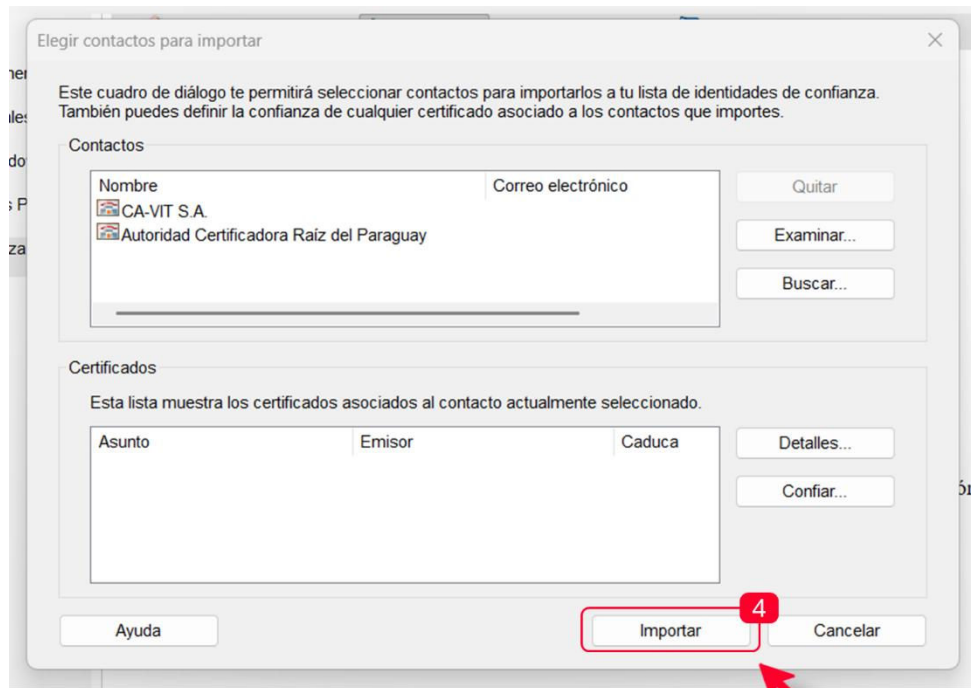 Elegir contactos para importar
Este cuadro de diálogo te permitirá seleccionar contactos para importarlos a tu lista de identidades de confianza.
También puedes definir la confianza de cualquier certificado asociado a los contactos que importes.
Contactos
Nombre Correo electrónico
CA-VIT S.A.
Autoridad Certificadora Raíz del Paraguay
Quitar
Examinar...
Buscar...
Certificados
Esta lista muestra los certificados asociados al contacto actualmente seleccionado.
Asunto Emisor Caduca
Detalles...
Confiar...
4
Ayuda Importar Cancelar